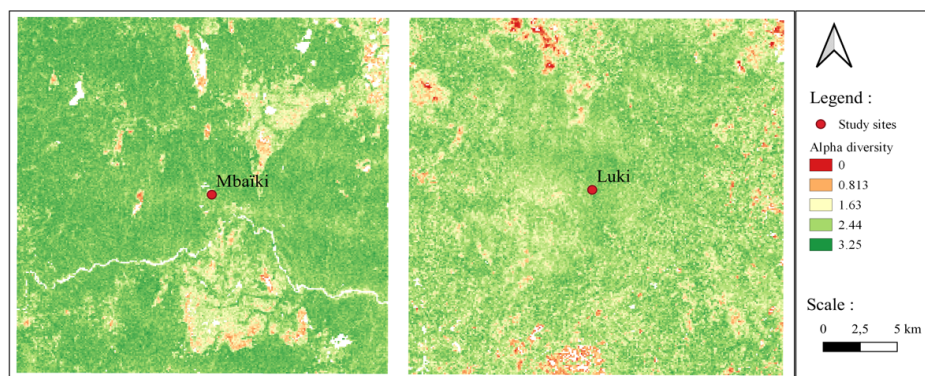 Mbaïki
Luki
Legend :
Study sites
Alpha diversity
0
0.813
1.63
2.44
3.25
Scale :
0 2,5 5 km